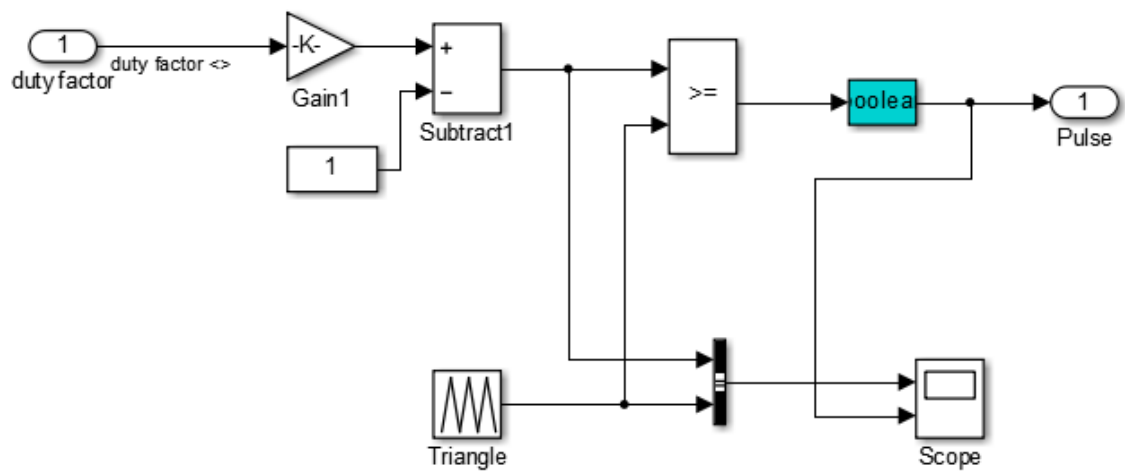 1
duty factor
duty factor <>
-K-
Gain1
+
−
Subtract1
1
>=
oolea
1
Pulse
Triangle
Scope